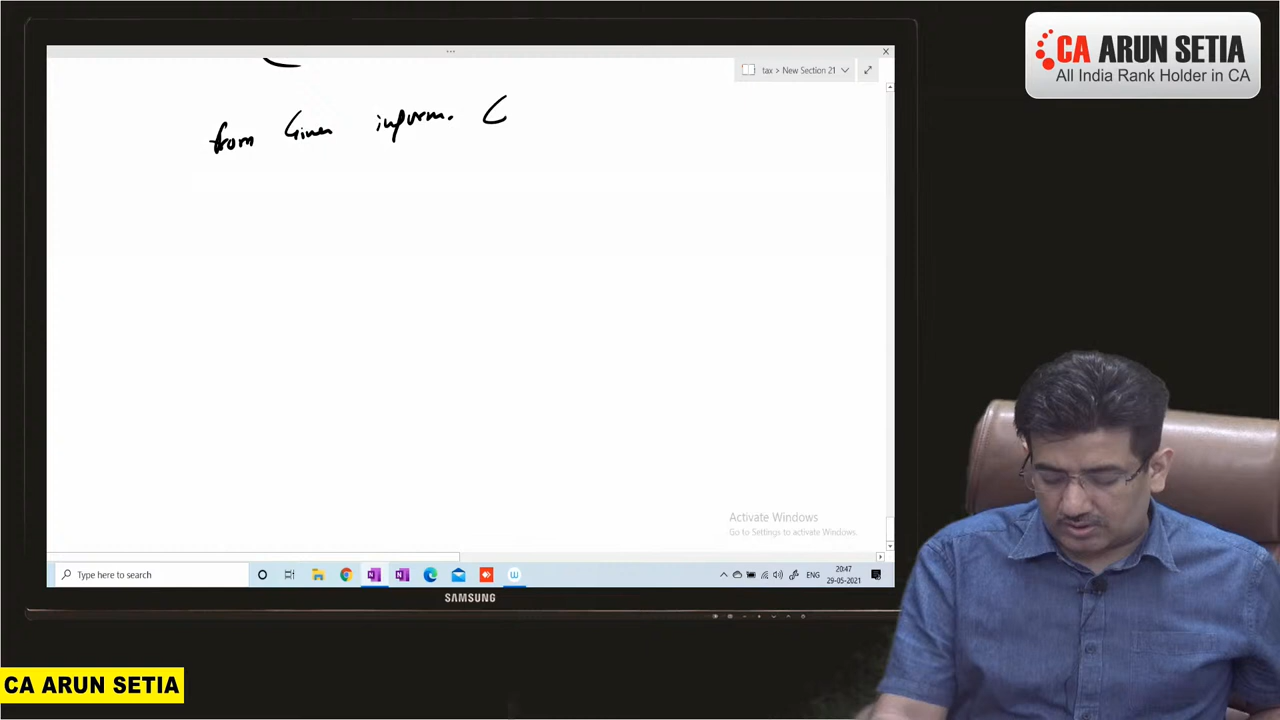 CA ARUN SETIA
All India Rank Holder in CA
tax > New Section 21
from Given inform. C
Activate Windows
Go to Settings to activate Windows.
Type here to search
ENG
20:47
29-05-2021
SAMSUNG
CA ARUN SETIA